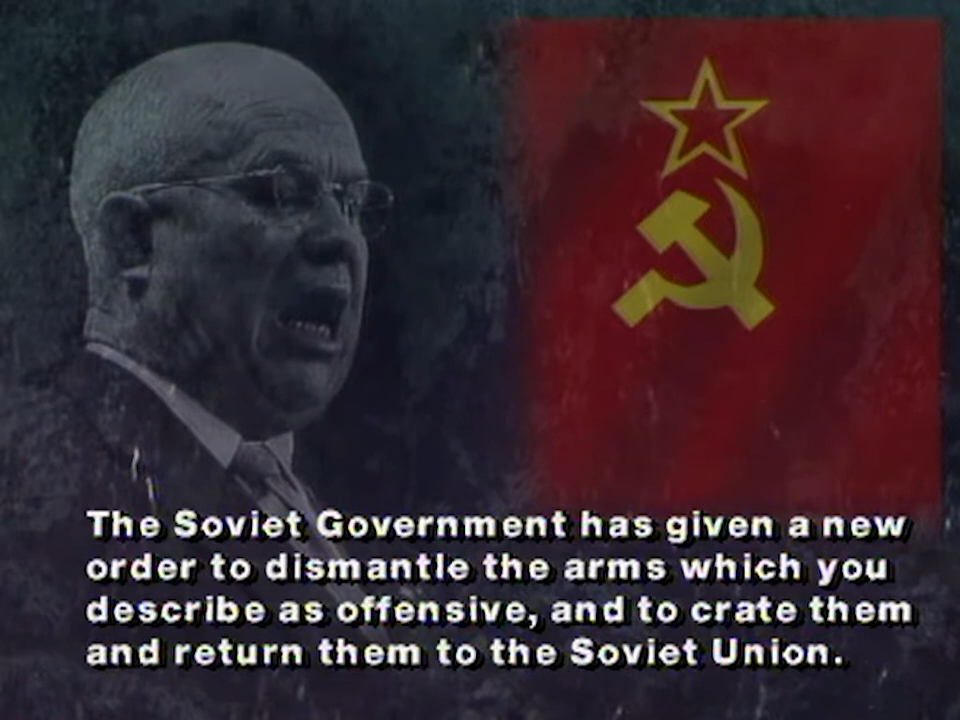 The Soviet Government has given a new
order to dismantle the arms which you
describe as offensive, and to crate them
and return them to the Soviet Union.